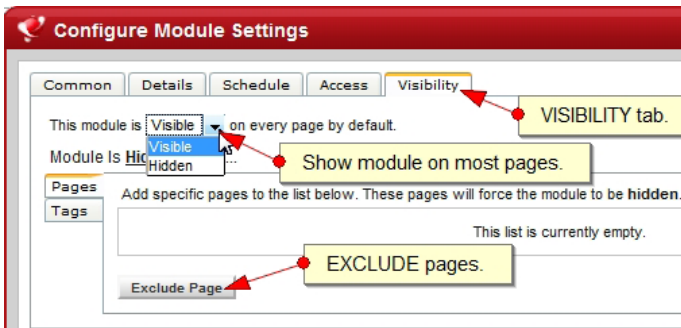 Configure Module Settings
Common Details Schedule Access Visibility
VISIBILITY tab.
This module is Visible on every page by default.
Visible
Hidden
Module Is Hid ...
Show module on most pages.
Pages
Tags
Add specific pages to the list below. These pages will force the module to be hidden.
This list is currently empty.
EXCLUDE pages.
Exclude Page